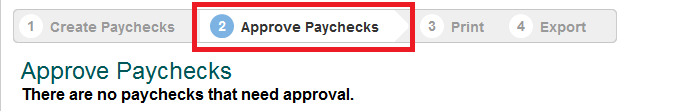 1 Create Paychecks 2 Approve Paychecks 3 Print 4 Export
Approve Paychecks
There are no paychecks that need approval.